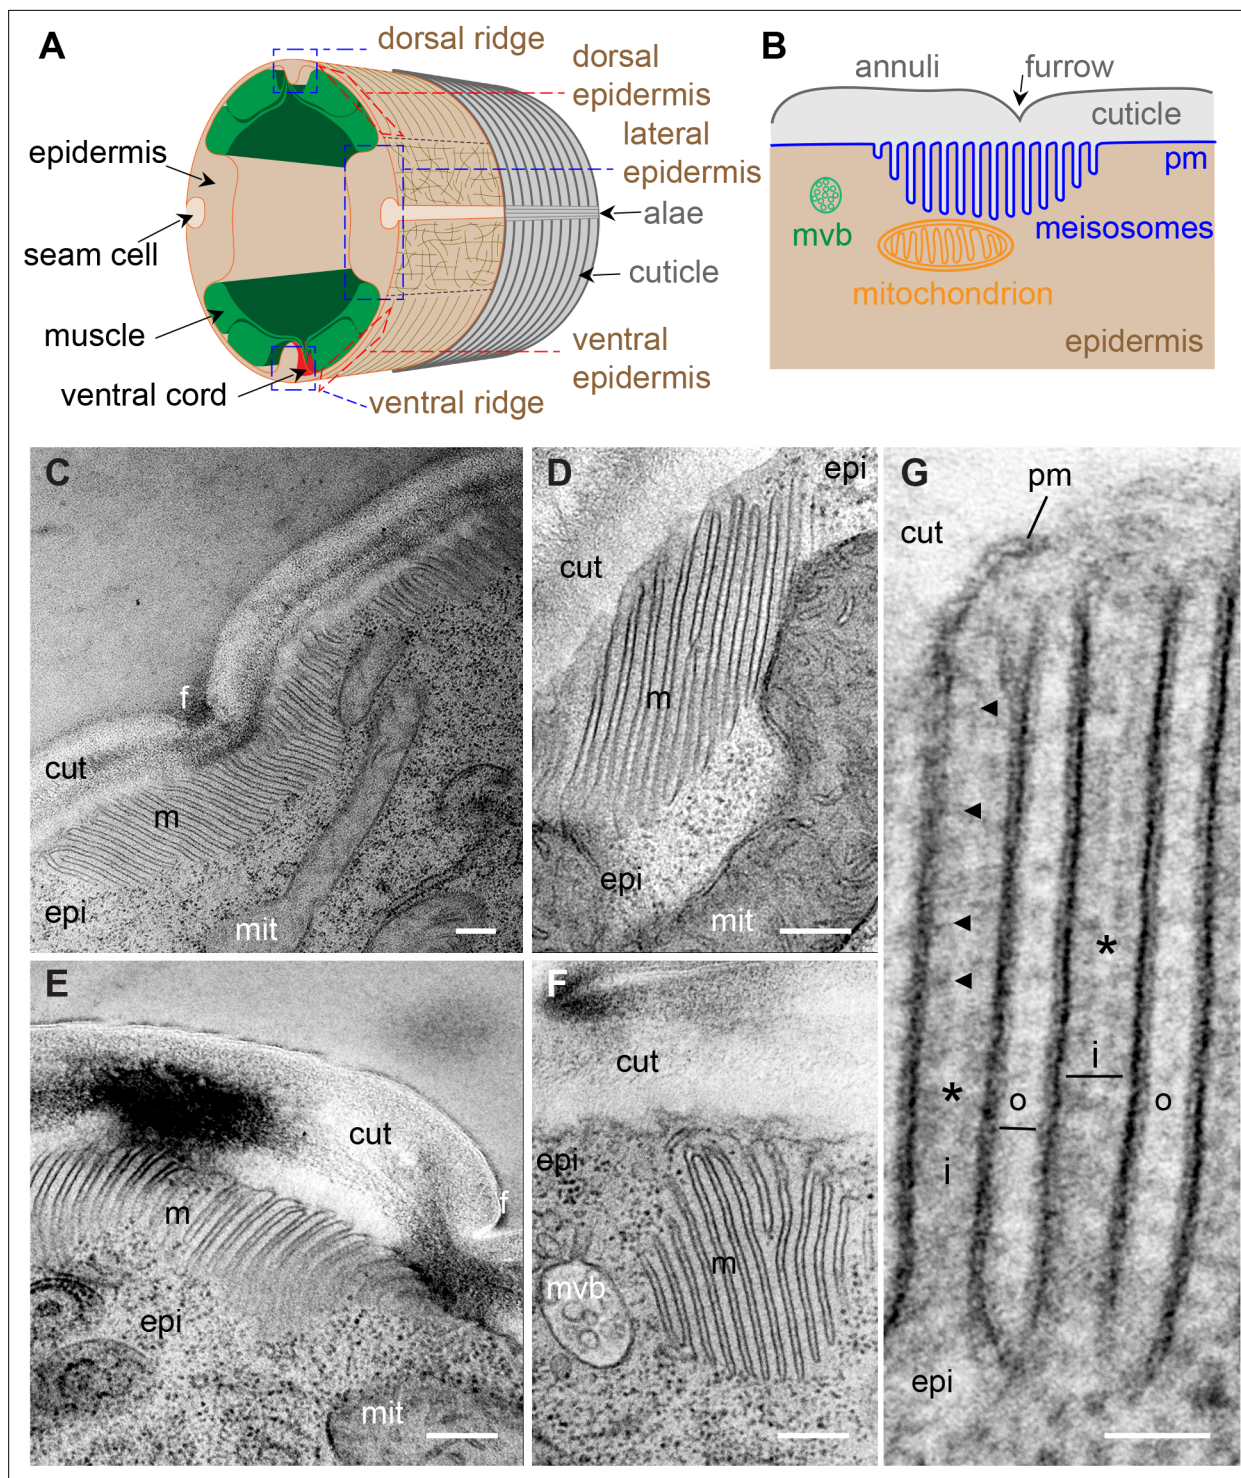 A
dorsal ridge
dorsal
epidermis
lateral
epidermis
epidermis
seam cell
alae
cuticle
muscle
ventral
epidermis
ventral cord
ventral ridge
B
annuli
furrow
cuticle
pm
mvb
meisosomes
mitochondrion
epidermis
C
f
cut
m
epi
mit
D
epi
cut
m
epi
mit
E
cut
f
m
epi
mit
F
cut
epi
m
mvb
G
pm
cut
*
i
*
o
o
i
epi